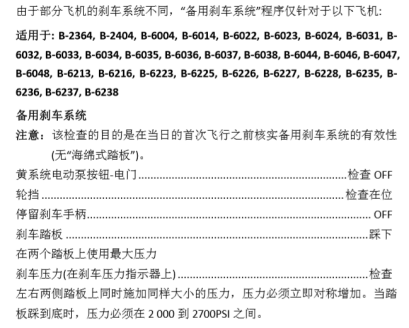 由于部分飞机的刹车系统不同，“备用刹车系统”程序仅针对于以下飞机:
适用于: B-2364, B-2404, B-6004, B-6014, B-6022, B-6023, B-6024, B-6031, B-
6032, B-6033, B-6034, B-6035, B-6036, B-6037, B-6038, B-6044, B-6046, B-6047,
B-6048, B-6213, B-6216, B-6223, B-6225, B-6226, B-6227, B-6228, B-6235, B-
6236, B-6237, B-6238
备用刹车系统
注意：该检查的目的是在当日的首次飞行之前核实备用刹车系统的有效性
(无“海绵式踏板”)。
黄系统电动泵按钮-电门...............................................................检查 OFF
轮挡...............................................................................................检查在位
停留刹车手柄...................................................................................... OFF
刹车踏板.............................................................................................踩下
在两个踏板上使用最大压力
刹车压力(在刹车压力指示器上)..........................................................检查
左右两侧踏板上同时施加同样大小的压力，压力必须立即对称增加。当踏
板踩到底时，压力必须在 2 000 到 2700PSI 之间。